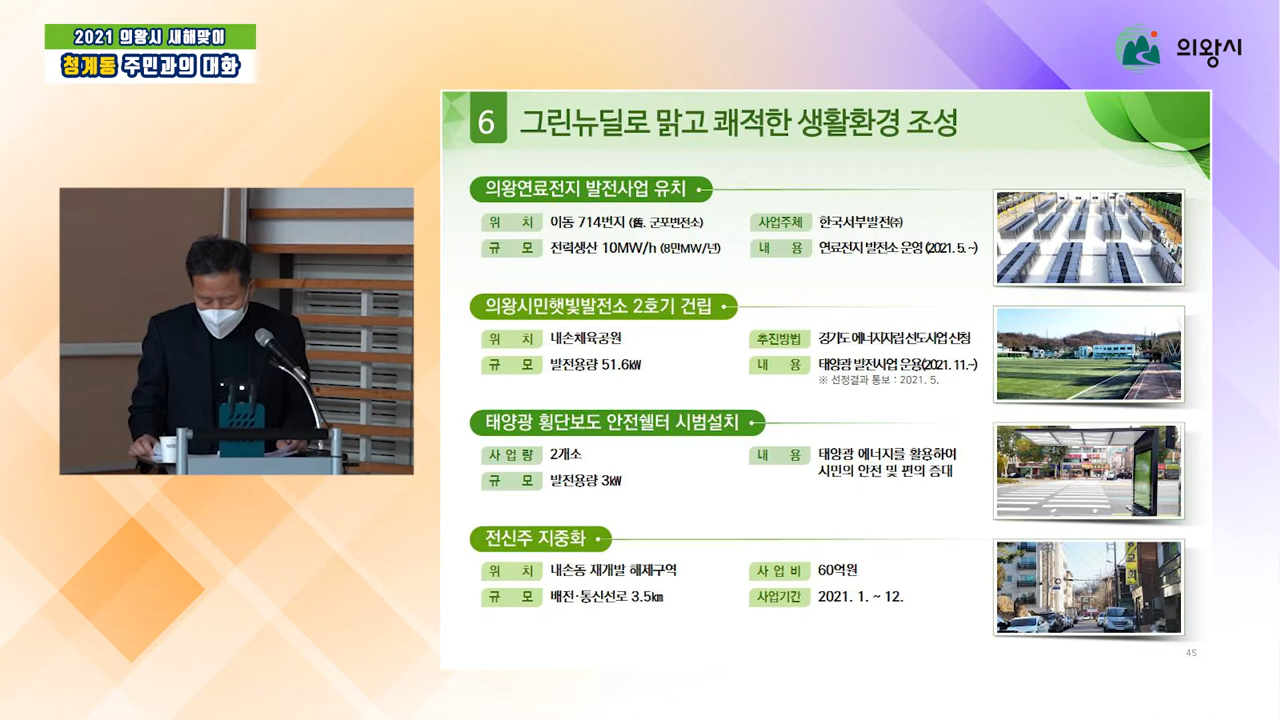 2021 의왕시 새해맞이
청계동 주민과의 대화
의왕시
6 그린뉴딜로 맑고 쾌적한 생활환경 조성
의왕연료전지 발전사업 유치
위 치 이동 714번지 (舊. 군포변전소)
사업주체 한국서부발전㈜
규 모 전력생산 10MW/h (8만MW/년)
내 용 연료전지 발전소 운영 (2021. 5. ~)
의왕시민햇빛발전소 2호기 건립
위 치 내손체육공원
추진방법 경기도 에너지자립 선도사업 신청
규 모 발전용량 51.6㎾
내 용 태양광 발전사업 운용(2021. 11.~)
※ 선정결과 통보 : 2021. 5.
태양광 횡단보도 안전쉘터 시범설치
사 업 량 2개소
내 용 태양광 에너지를 활용하여
시민의 안전 및 편의 증대
규 모 발전용량 3㎾
전신주 지중화
위 치 내손동 재개발 해제구역
사 업 비 60억원
규 모 배전·통신선로 3.5㎞
사업기간 2021. 1. ~ 12.
45